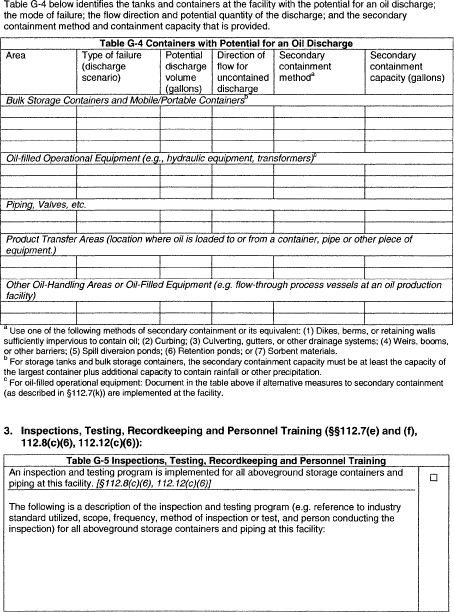 Table G-4 below identifies the tanks and containers at the facility with the potential for an oil discharge;
the mode of failure; the flow direction and potential quantity of the discharge; and the secondary
containment method and containment capacity that is provided.
Table G-4 Containers with Potential for an Oil Discharge
Area
Type of failure
(discharge
scenario)
Potential
discharge
volume
(gallons)
Direction of
flow for
uncontained
discharge
Secondary
containment
methodᵃ
Secondary
containment
capacity (gallons)
Bulk Storage Containers and Mobile/Portable Containersᵇ
Oil-filled Operational Equipment (e.g., hydraulic equipment, transformers)ᶜ
Piping, Valves, etc.
Product Transfer Areas (location where oil is loaded to or from a container, pipe or other piece of
equipment.)
Other Oil-Handling Areas or Oil-Filled Equipment (e.g. flow-through process vessels at an oil production
facility)
ᵃ Use one of the following methods of secondary containment or its equivalent: (1) Dikes, berms, or retaining walls
sufficiently impervious to contain oil; (2) Curbing; (3) Culverting, gutters, or other drainage systems; (4) Weirs, booms,
or other barriers; (5) Spill diversion ponds; (6) Retention ponds; or (7) Sorbent materials.
ᵇ For storage tanks and bulk storage containers, the secondary containment capacity must be at least the capacity of
the largest container plus additional capacity to contain rainfall or other precipitation.
ᶜ For oil-filled operational equipment: Document in the table above if alternative measures to secondary containment
(as described in §112.7(k)) are implemented at the facility.
3. Inspections, Testing, Recordkeeping and Personnel Training (§§112.7(e) and (f),
112.8(c)(6), 112.12(c)(6)):
Table G-5 Inspections, Testing, Recordkeeping and Personnel Training
An inspection and testing program is implemented for all aboveground storage containers and
piping at this facility. [§112.8(c)(6), 112.12(c)(6)]
The following is a description of the inspection and testing program (e.g. reference to industry
standard utilized, scope, frequency, method of inspection or test, and person conducting the
inspection) for all aboveground storage containers and piping at this facility: